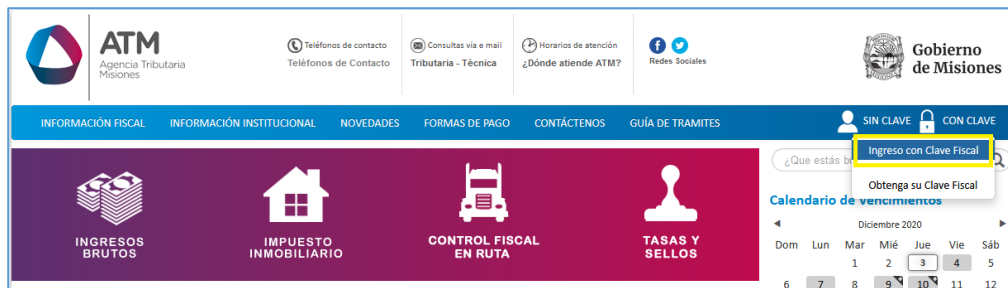 ATM
Agencia Tributaria
Misiones
Teléfonos de contacto
Teléfonos de Contacto
Consultas vía e mail
Tributaria - Técnica
Horarios de atención
¿Dónde atiende ATM?
Redes Sociales
Gobierno
de Misiones
INFORMACIÓN FISCAL INFORMACIÓN INSTITUCIONAL NOVEDADES FORMAS DE PAGO CONTÁCTENOS GUÍA DE TRAMITES SIN CLAVE CON CLAVE
Ingreso con Clave Fiscal
Obtenga su Clave Fiscal
¿Que estás
INGRESOS
BRUTOS
IMPUESTO
INMOBILIARIO
CONTROL FISCAL
EN RUTA
TASAS Y
SELLOS
Calendario de Vencimientos
Diciembre 2020
Dom Lun Mar Mié Jue Vie Sáb
1 2 3 4 5
6 7 8 9 10 11 12